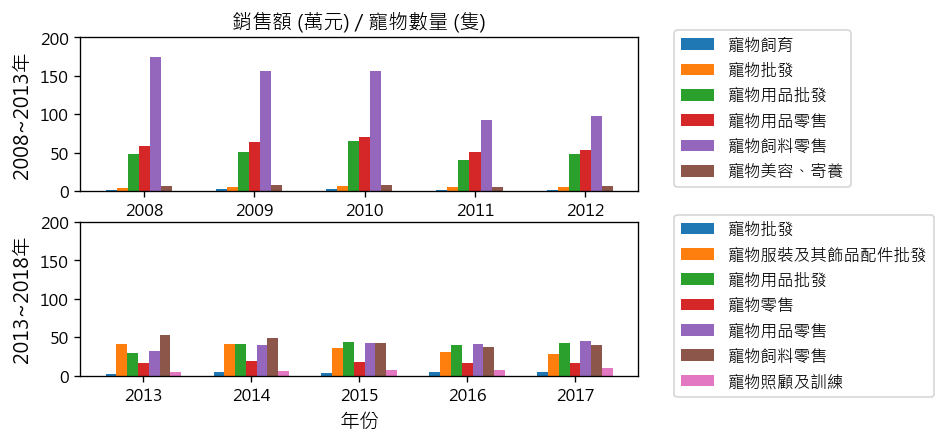 銷售額 (萬元) / 寵物數量 (隻)
2008~2013年
200
150
100
50
0
2008 2009 2010 2011 2012
寵物飼育
寵物批發
寵物用品批發
寵物用品零售
寵物飼料零售
寵物美容、寄養
2013~2018年
200
150
100
50
0
2013 2014 2015 2016 2017
年份
寵物批發
寵物服裝及其飾品配件批發
寵物用品批發
寵物零售
寵物用品零售
寵物飼料零售
寵物照顧及訓練